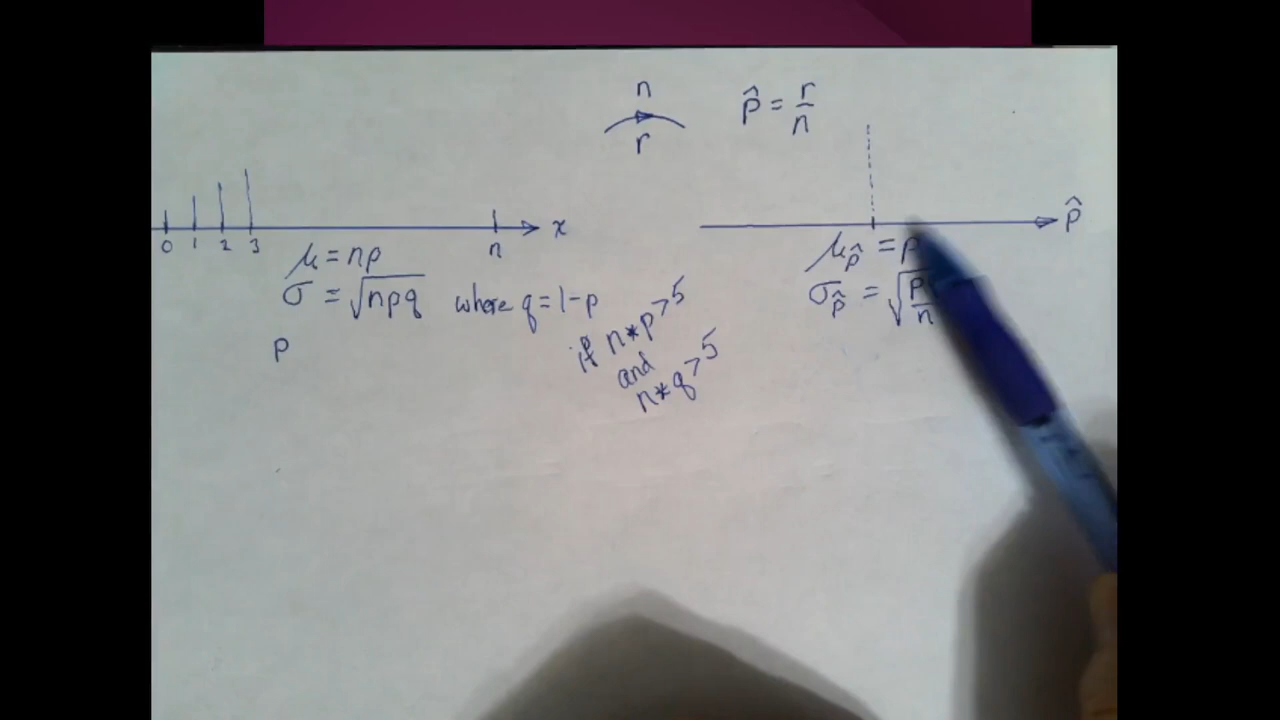 n
r
p̂ = r/n
0 1 2 3 n x
p̂
μ = np
σ = √npq where q = 1-p
p
if n*p>5
and
n*q>5
μp̂ = p
σp̂ = √p/n